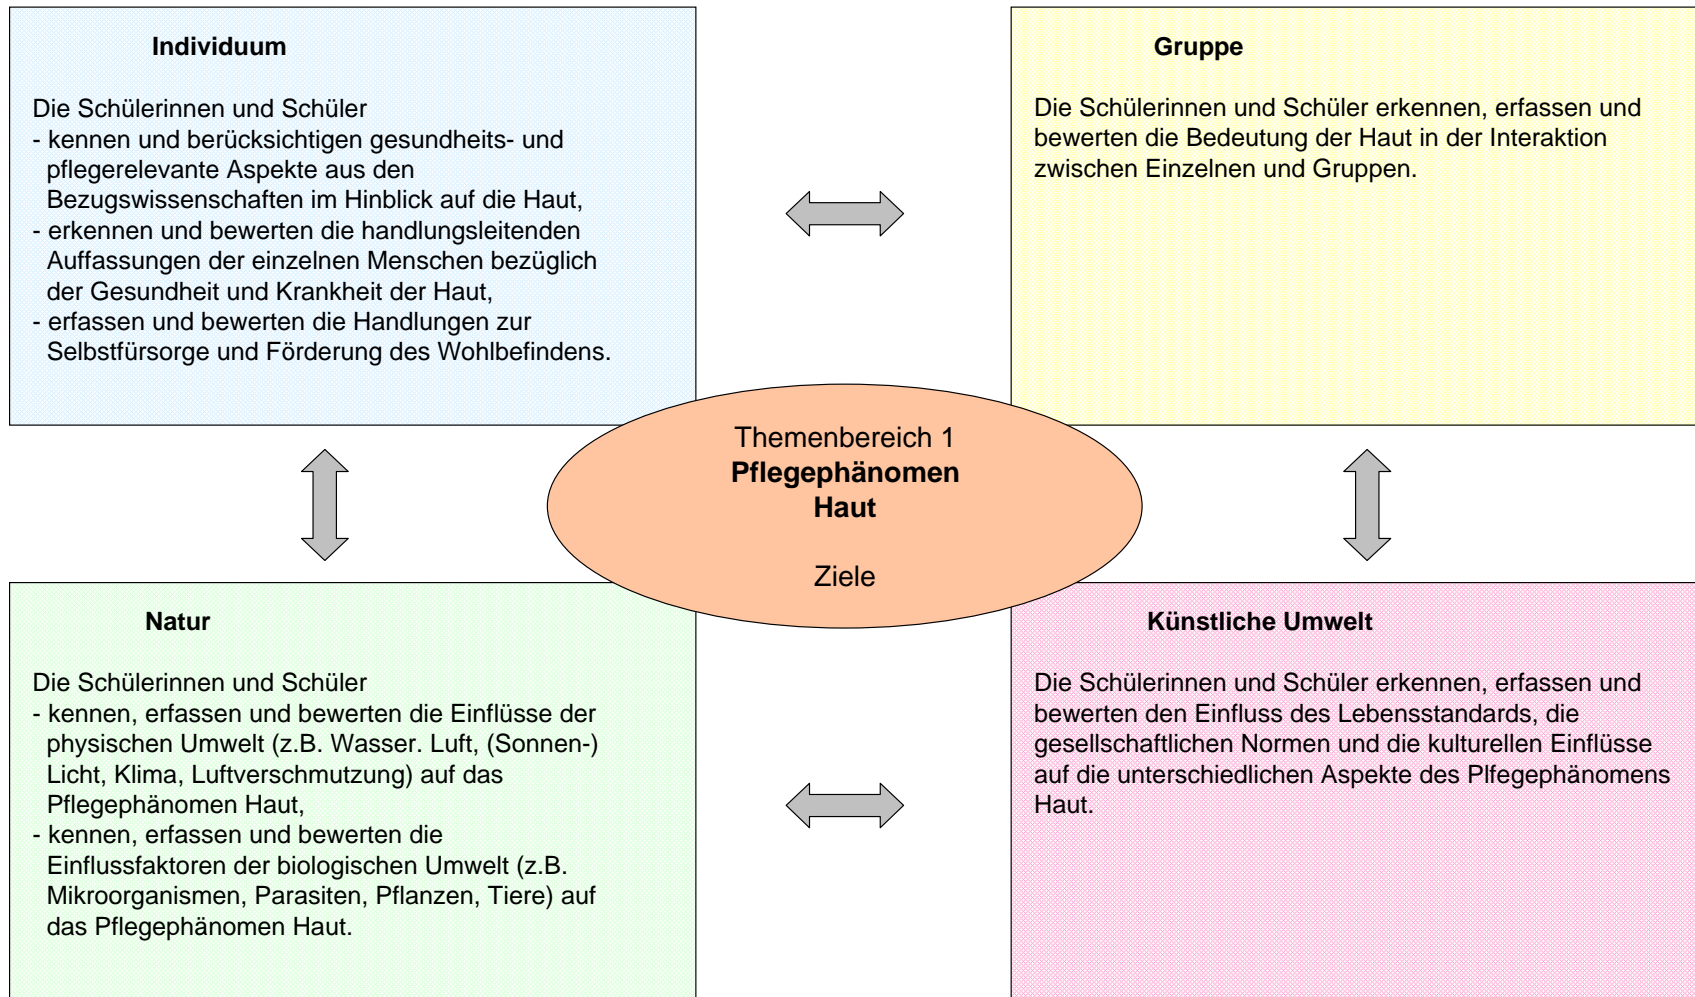 Individuum
Die Schülerinnen und Schüler
- kennen und berücksichtigen gesundheits- und
pflegerelevante Aspekte aus den
Bezugswissenschaften im Hinblick auf die Haut,
- erkennen und bewerten die handlungsleitenden
Auffassungen der einzelnen Menschen bezüglich
der Gesundheit und Krankheit der Haut,
- erfassen und bewerten die Handlungen zur
Selbstfürsorge und Förderung des Wohlbefindens.
Gruppe
Die Schülerinnen und Schüler erkennen, erfassen und
bewerten die Bedeutung der Haut in der Interaktion
zwischen Einzelnen und Gruppen.
Themenbereich 1
Pflegephänomen
Haut
Ziele
Natur
Die Schülerinnen und Schüler
- kennen, erfassen und bewerten die Einflüsse der
physischen Umwelt (z.B. Wasser. Luft, (Sonnen-)
Licht, Klima, Luftverschmutzung) auf das
Pflegephänomen Haut,
- kennen, erfassen und bewerten die
Einflussfaktoren der biologischen Umwelt (z.B.
Mikroorganismen, Parasiten, Pflanzen, Tiere) auf
das Pflegephänomen Haut.
Künstliche Umwelt
Die Schülerinnen und Schüler erkennen, erfassen und
bewerten den Einfluss des Lebensstandards, die
gesellschaftlichen Normen und die kulturellen Einflüsse
auf die unterschiedlichen Aspekte des Plfegephänomens
Haut.